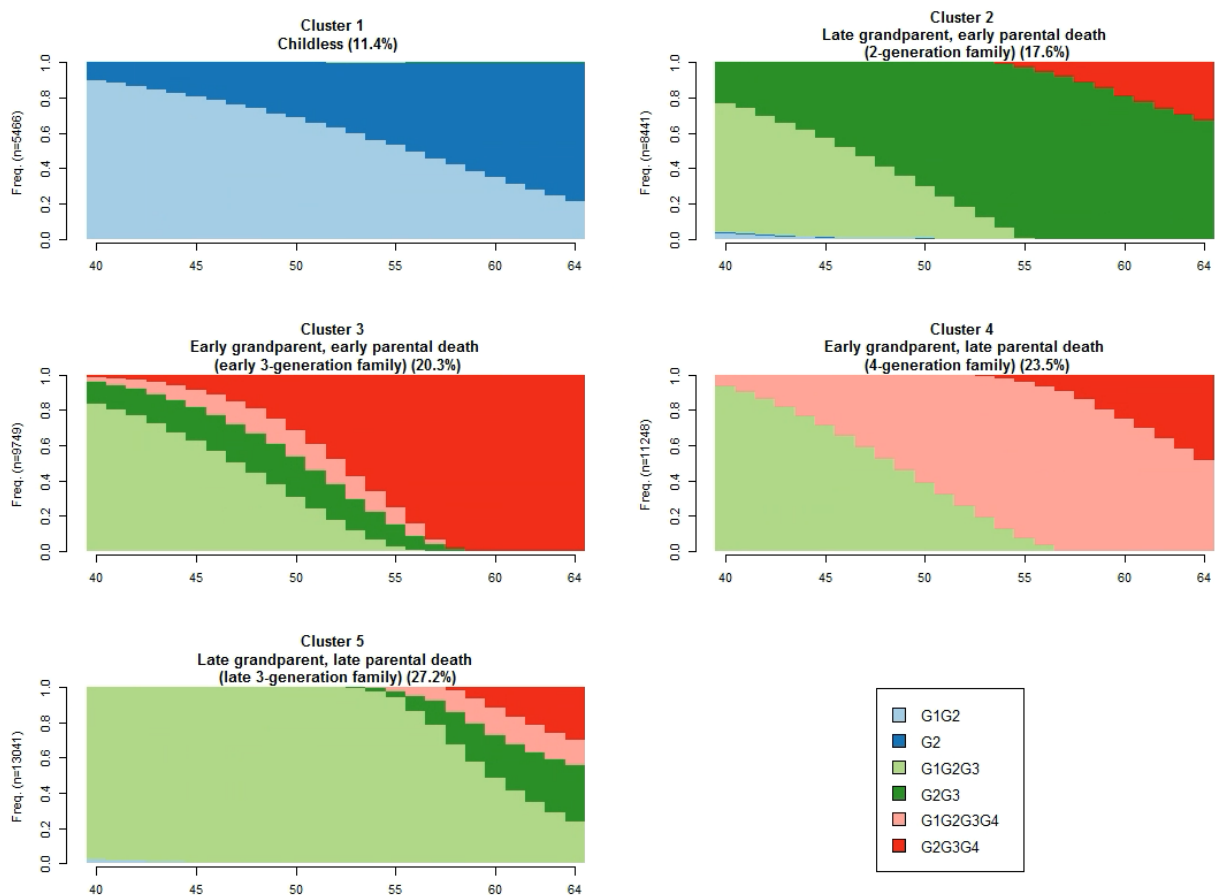 Cluster 1
Childless (11.4%)
Freq. (n=5466)
0.0 0.2 0.4 0.6 0.8 1.0
40 45 50 55 60 64
Cluster 2
Late grandparent, early parental death
(2-generation family) (17.6%)
Freq. (n=8441)
0.0 0.2 0.4 0.6 0.8 1.0
40 45 50 55 60 64
Cluster 3
Early grandparent, early parental death
(early 3-generation family) (20.3%)
Freq. (n=9749)
0.0 0.2 0.4 0.6 0.8 1.0
40 45 50 55 60 64
Cluster 4
Early grandparent, late parental death
(4-generation family) (23.5%)
Freq. (n=11248)
0.0 0.2 0.4 0.6 0.8 1.0
40 45 50 55 60 64
Cluster 5
Late grandparent, late parental death
(late 3-generation family) (27.2%)
Freq. (n=13041)
0.0 0.2 0.4 0.6 0.8 1.0
40 45 50 55 60 64
G1G2
G2
G1G2G3
G2G3
G1G2G3G4
G2G3G4